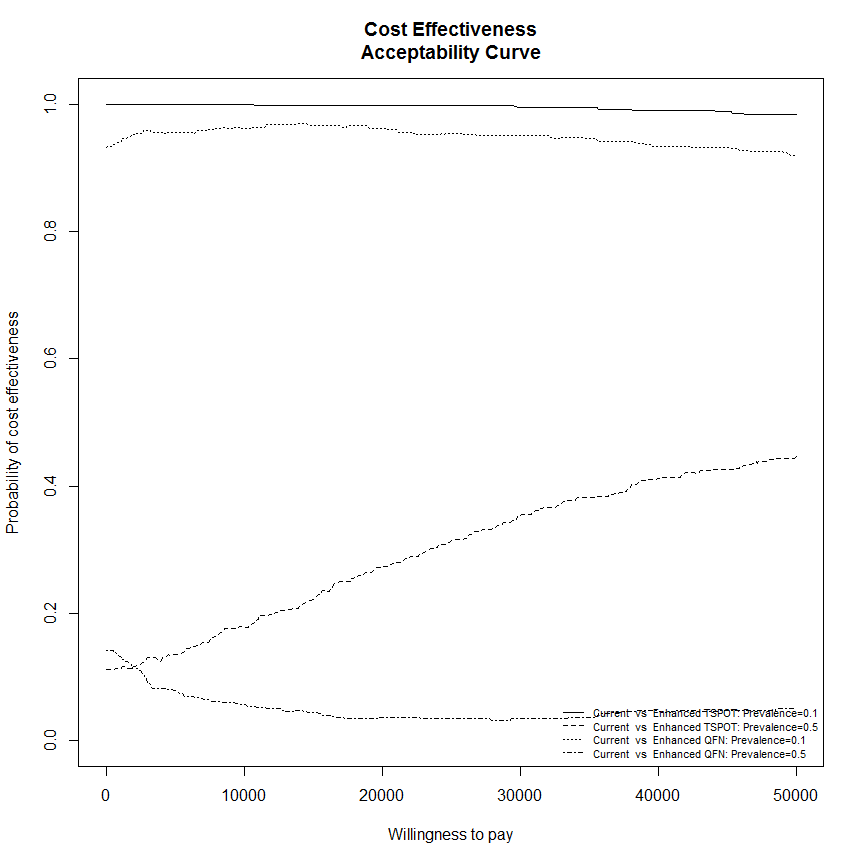 Cost Effectiveness
Acceptability Curve
Probability of cost effectiveness
1.0
0.8
0.6
0.4
0.2
0.0
Current vs Enhanced TSPOT: Prevalence=0.1
Current vs Enhanced TSPOT: Prevalence=0.5
Current vs Enhanced QFN: Prevalence=0.1
Current vs Enhanced QFN: Prevalence=0.5
0 10000 20000 30000 40000 50000
Willingness to pay